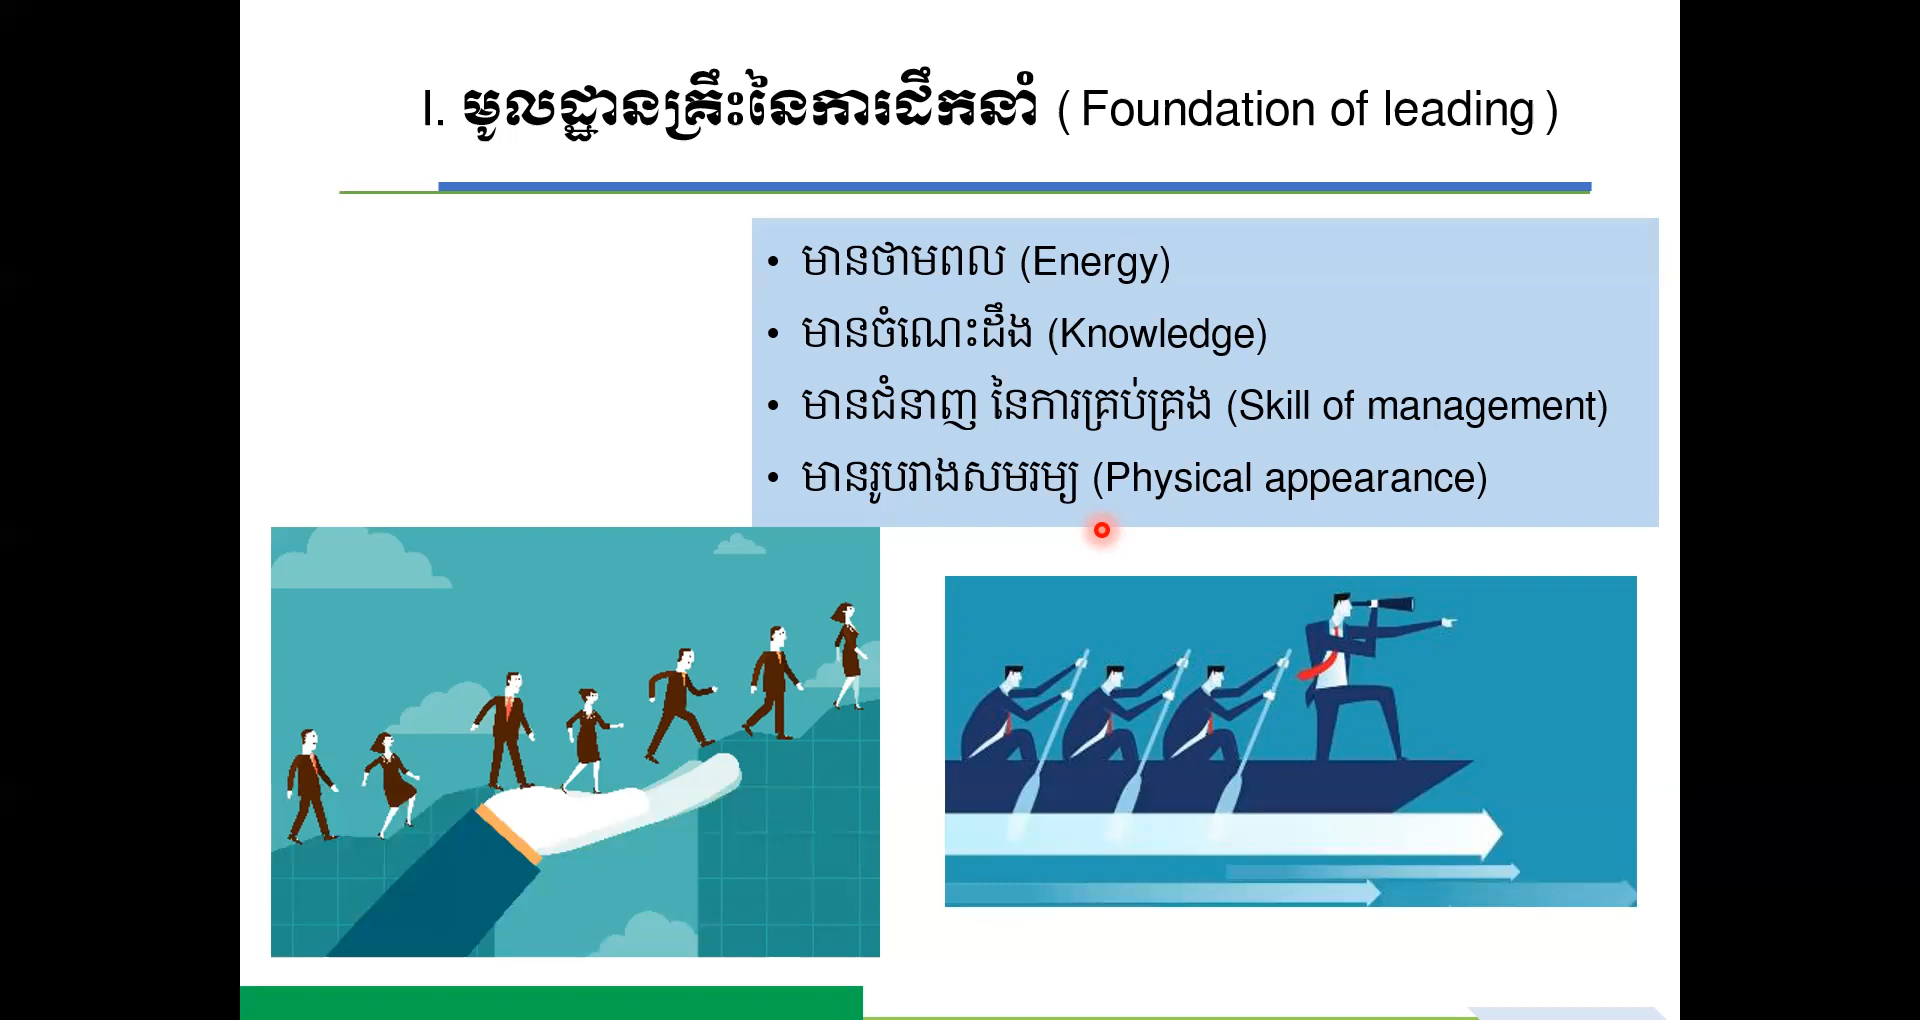 I. មូលដ្ឋានគ្រឹះនៃការដឹកនាំ (Foundation of leading)
• មានថាមពល (Energy)
• មានចំណេះដឹង (Knowledge)
• មានជំនាញ នៃការគ្រប់គ្រង (Skill of management)
• មានរូបរាងសមរម្យ (Physical appearance)